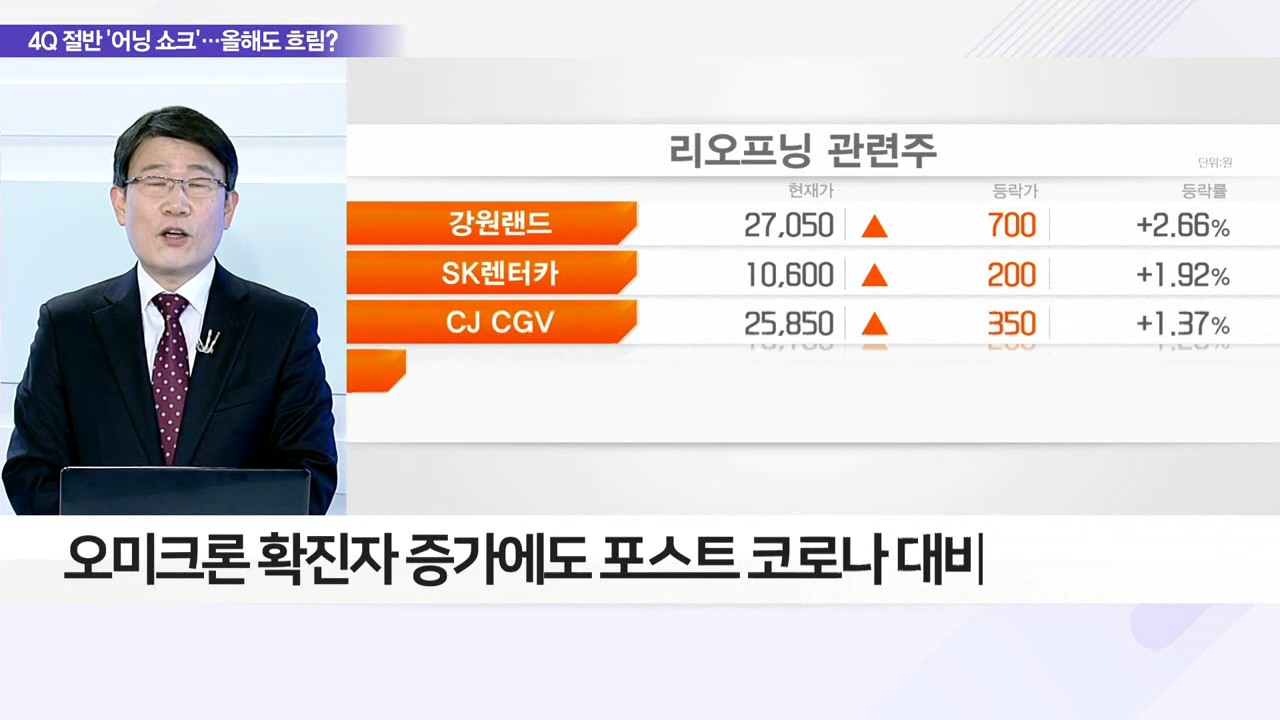 4Q 절반 '어닝 쇼크'…올해도 흐림?
리오프닝 관련주
단위:원
현재가 등락가 등락률
강원랜드 27,050 ▲ 700 +2.66%
SK렌터카 10,600 ▲ 200 +1.92%
CJ CGV 25,850 ▲ 350 +1.37%
오미크론 확진자 증가에도 포스트 코로나 대비